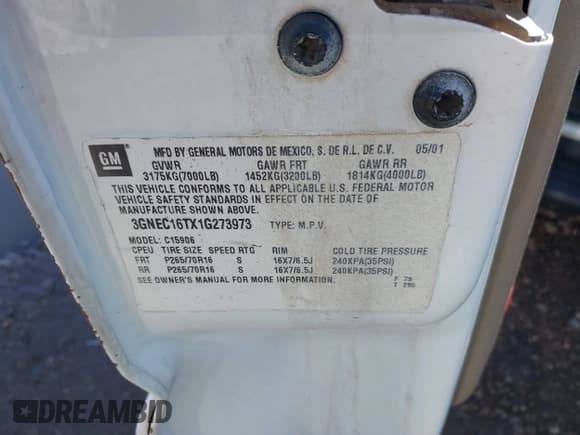 GM
MFD BY GENERAL MOTORS DE MEXICO, S. DE R.L. DE C.V. 05/01
GVWR GAWR FRT GAWR RR
3175KG(7000LB) 1452KG(3200LB) 1814KG(4000LB)
THIS VEHICLE CONFORMS TO ALL APPLICABLE U.S. FEDERAL MOTOR
VEHICLE SAFETY STANDARDS IN EFFECT ON THE DATE OF
MANUFACTURE SHOWN ABOVE.
3GNEC16TX1G273973 TYPE: M.P.V.
MODEL: C15906
CPEU TIRE SIZE SPEED RTG RIM COLD TIRE PRESSURE
FRT P265/70R16 S 16X7/6.5J 240KPA(35PSI)
RR P265/70R16 S 16X7/6.5J 240KPA(35PSI)
SEE OWNER'S MANUAL FOR MORE INFORMATION. F 75
T 295
DREAMBID